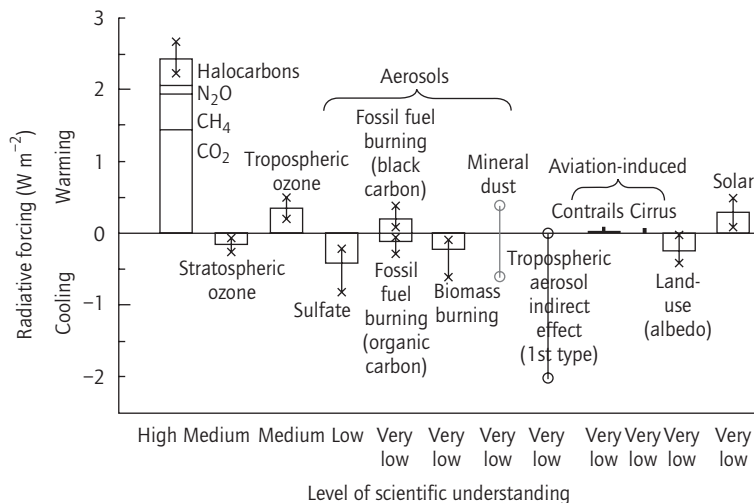 Radiative forcing (W m−2)
Cooling
Warming
3
2
1
0
−1
−2
Halocarbons
N2O
CH4
CO2
Stratospheric
ozone
Tropospheric
ozone
Aerosols
Sulfate
Fossil fuel
burning
(black
carbon)
Fossil
fuel
burning
(organic
carbon)
Biomass
burning
Mineral
dust
Tropospheric
aerosol
indirect
effect
(1st type)
Aviation-induced
Contrails Cirrus
Land-
use
(albedo)
Solar
High Medium Medium Low Very Very Very Very Very Very Very Very
low low low low low low low low
Level of scientific understanding